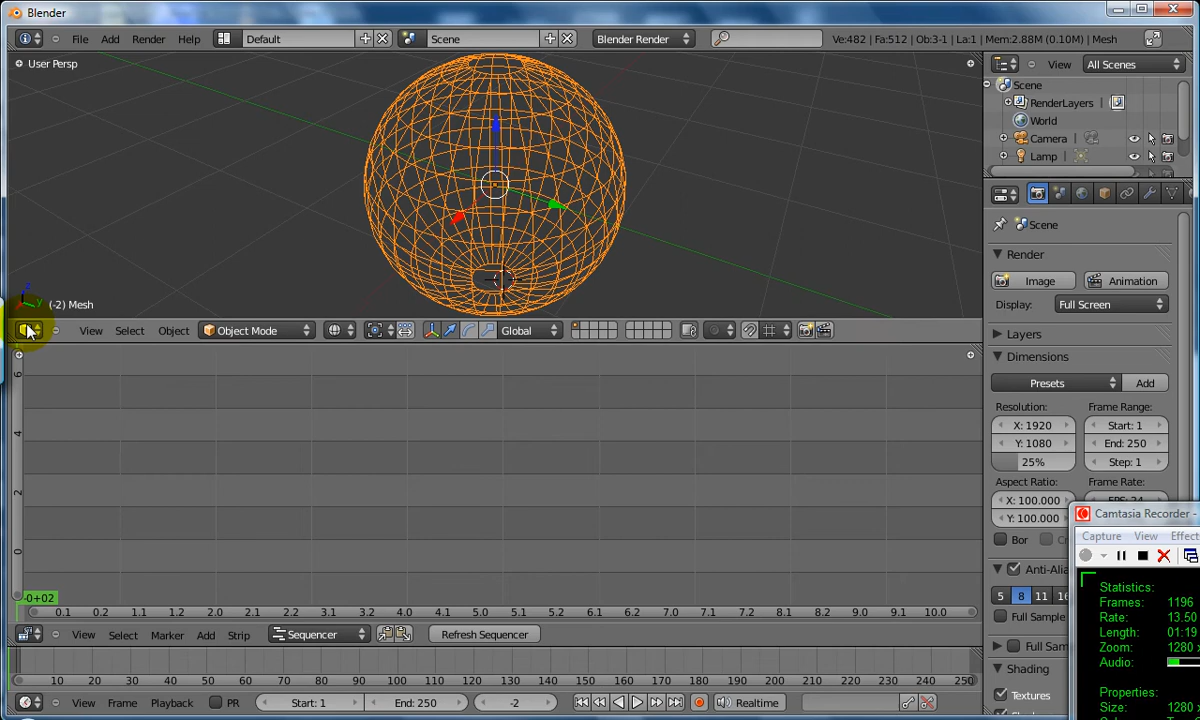 Blender
File Add Render Help Default Scene Blender Render Ve:482 | Fa:512 | Ob:3-1 | La:1 | Mem:2.88M (0.10M) | Mesh
User Persp
View All Scenes
Scene
RenderLayers
World
Camera
Lamp
Scene
Render
Image Animation
Display: Full Screen
(-2) Mesh
View Select Object Object Mode Global
Layers
Dimensions
Presets Add
Resolution: Frame Range:
X: 1920 Start: 1
Y: 1080 End: 250
25% Step: 1
Aspect Ratio: Frame Rate:
X: 100.000
Y: 100.000
Bor
Anti-Alia
5 8 11
Full Sample
Full Sam
Shading
Textures
6
4
2
0
-0+02
0.1 0.2 1.1 1.2 2.0 2.1 2.2 3.1 3.2 4.0 4.1 4.2 5.0 5.1 5.2 6.1 6.2 7.0 7.1 7.2 8.1 8.2 9.0 9.1 10.0
View Select Marker Add Strip Sequencer Refresh Sequencer
10 20 30 40 50 60 70 80 90 100 110 120 130 140 150 160 170 180 190 200 210 220 230 240 250
View Frame Playback PR Start: 1 End: 250 -2 Realtime
Camtasia Recorder -
Capture View Effect
Statistics:
Frames: 1196
Rate: 13.50
Length: 01:19
Zoom: 1280 x
Audio:
Properties:
Size: 1280